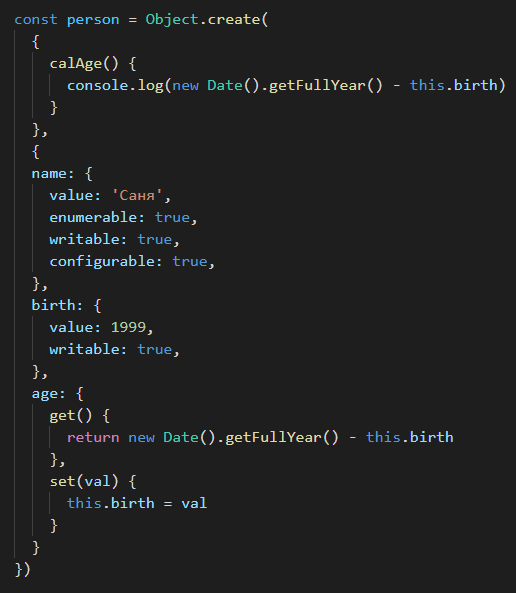 const person = Object.create(
  {
    calAge() {
      console.log(new Date().getFullYear() - this.birth)
    }
  },
  {
  name: {
    value: 'Саня',
    enumerable: true,
    writable: true,
    configurable: true,
  },
  birth: {
    value: 1999,
    writable: true,
  },
  age: {
    get() {
      return new Date().getFullYear() - this.birth
    },
    set(val) {
      this.birth = val
    }
  }
})